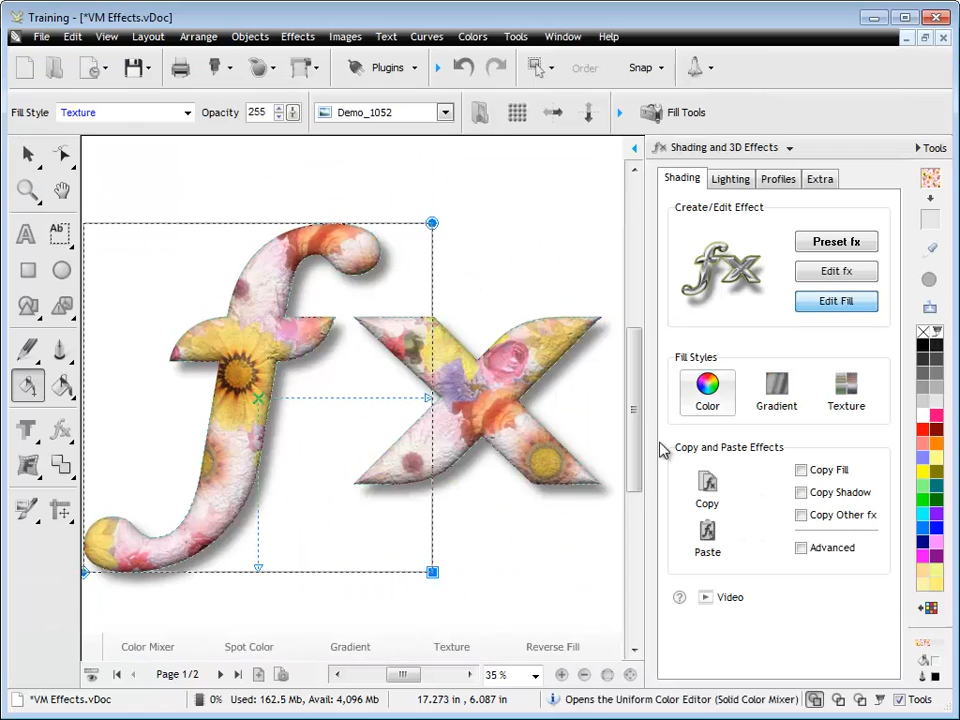 Training - [*VM Effects.vDoc]
File Edit View Layout Arrange Objects Effects Images Text Curves Colors Tools Window Help
Plugins Order Snap
Fill Style Texture Opacity 255 Demo_1052 Fill Tools
fx Shading and 3D Effects Tools
Shading Lighting Profiles Extra
Create/Edit Effect
fx
Preset fx
Edit fx
Edit Fill
Fill Styles
Color Gradient Texture
Copy and Paste Effects
Copy
Paste
Copy Fill
Copy Shadow
Copy Other fx
Advanced
? Video
fx
A Ab
T fx
Color Mixer Spot Color Gradient Texture Reverse Fill
Page 1/2 35 %
*VM Effects.vDoc 0% Used: 162.5 Mb, Avail: 4,096 Mb 17.273 in , 6.087 in Opens the Uniform Color Editor (Solid Color Mixer) Tools